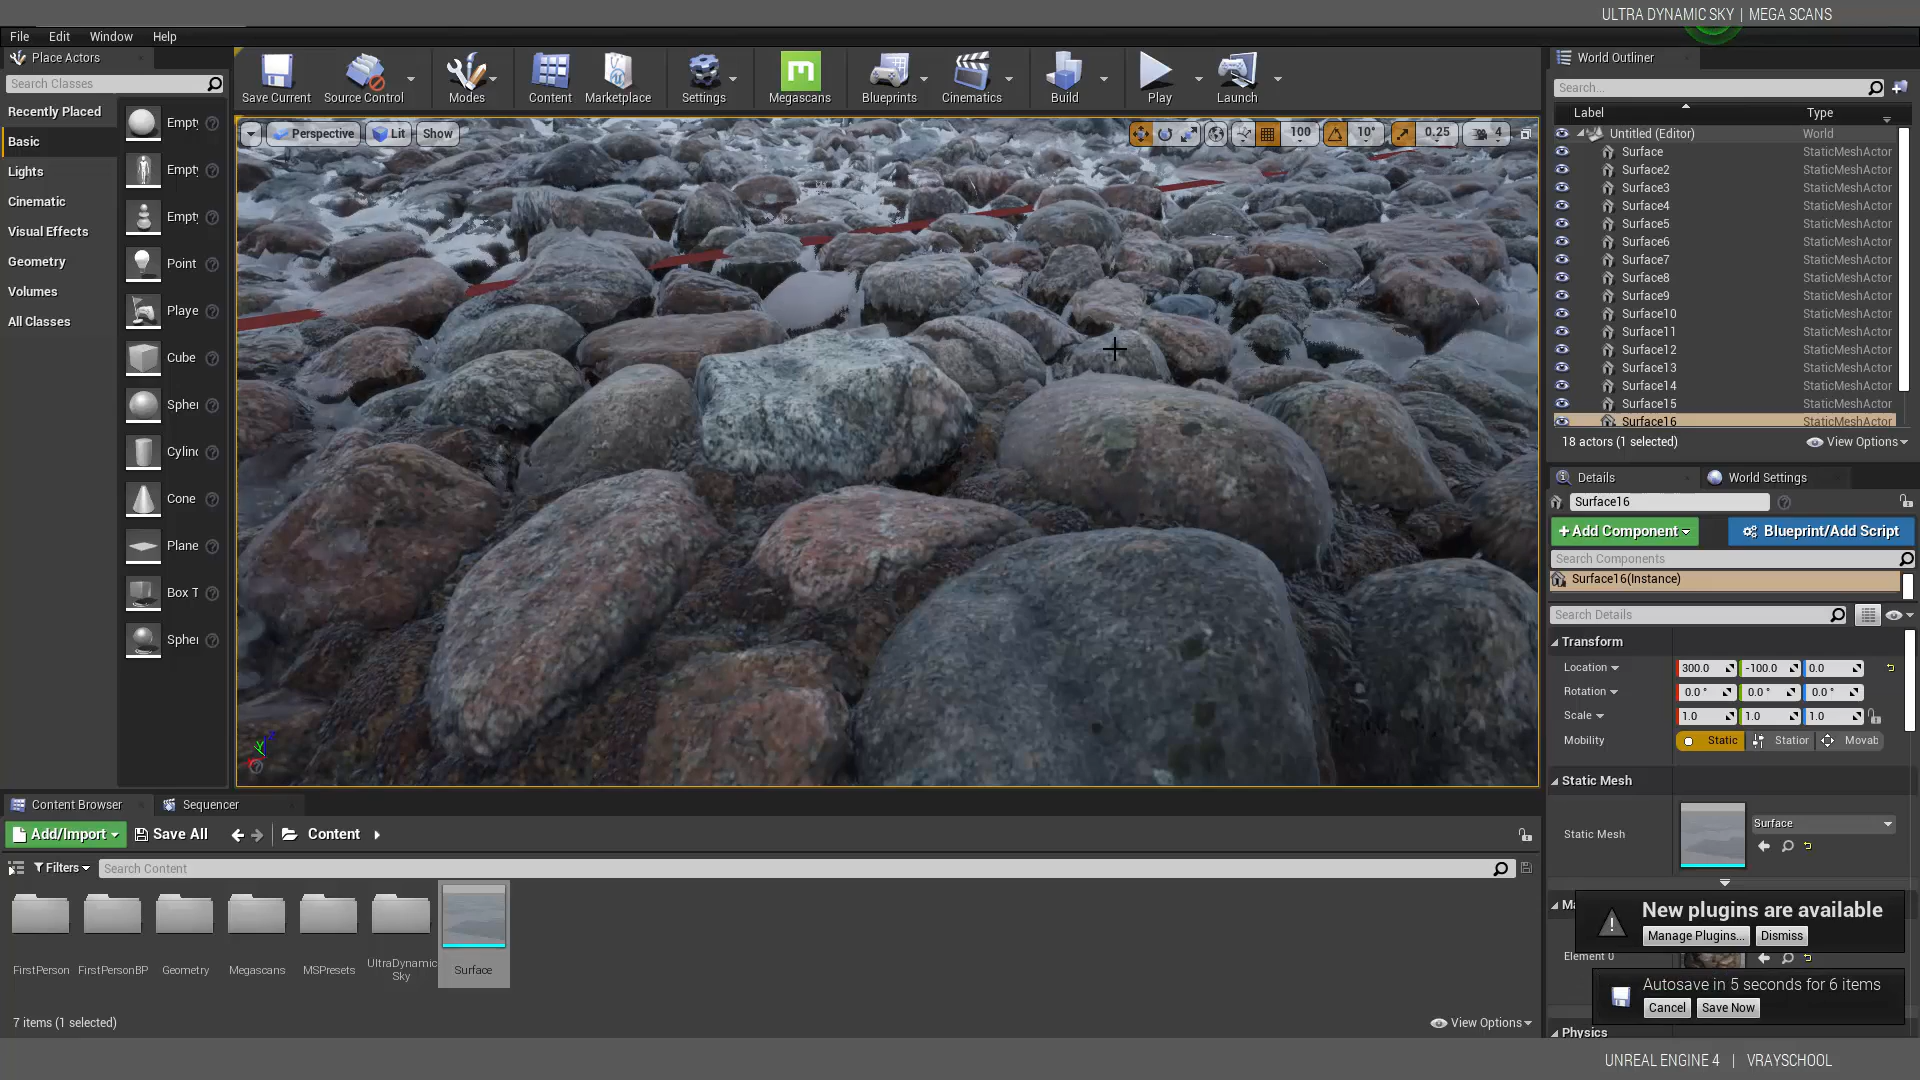 ULTRA DYNAMIC SKY | MEGA SCANS
File Edit Window Help
Place Actors
Search Classes
Recently Placed
Basic
Lights
Cinematic
Visual Effects
Geometry
Volumes
All Classes
Empt
Empt
Empt
Point
Playe
Cube
Spher
Cylind
Cone
Plane
Box T
Spher
Save Current
Source Control
Modes
Content
Marketplace
Settings
Megascans
Blueprints
Cinematics
Build
Play
Launch
Perspective Lit Show
100 10° 0.25 4
World Outliner
Search...
Label Type
Untitled (Editor) World
Surface StaticMeshActor
Surface2 StaticMeshActor
Surface3 StaticMeshActor
Surface4 StaticMeshActor
Surface5 StaticMeshActor
Surface6 StaticMeshActor
Surface7 StaticMeshActor
Surface8 StaticMeshActor
Surface9 StaticMeshActor
Surface10 StaticMeshActor
Surface11 StaticMeshActor
Surface12 StaticMeshActor
Surface13 StaticMeshActor
Surface14 StaticMeshActor
Surface15 StaticMeshActor
Surface16 StaticMeshActor
18 actors (1 selected) View Options
Details World Settings
Surface16
+Add Component Blueprint/Add Script
Search Components
Surface16(Instance)
Search Details
Transform
Location 300.0 -100.0 0.0
Rotation 0.0 ° 0.0 ° 0.0 °
Scale 1.0 1.0 1.0
Mobility Static Station Movab
Static Mesh
Static Mesh Surface
Ma
New plugins are available
Manage Plugins... Dismiss
Element 0
Autosave in 5 seconds for 6 items
Cancel Save Now
Physics
Content Browser Sequencer
Add/Import Save All Content
Filters Search Content
FirstPerson
FirstPersonBP
Geometry
Megascans
MSPresets
UltraDynamic
Sky
Surface
7 items (1 selected) View Options
UNREAL ENGINE 4 | VRAYSCHOOL